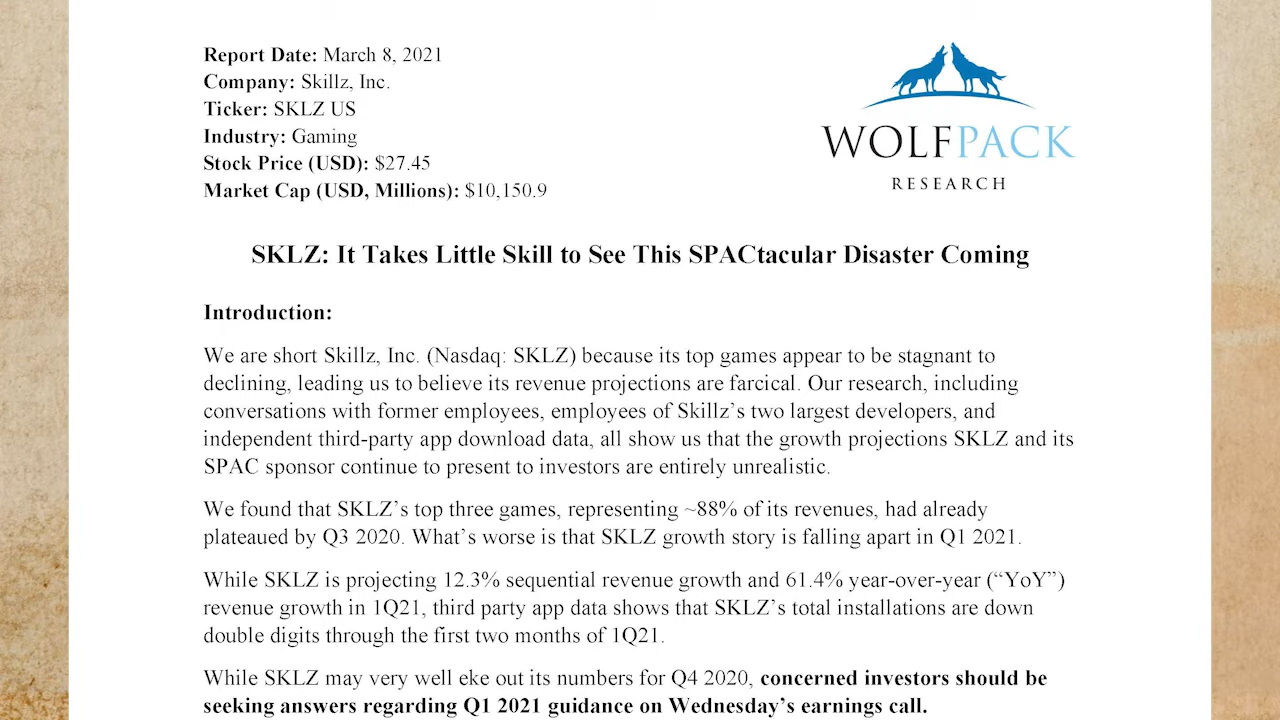 Report Date: March 8, 2021
Company: Skillz, Inc.
Ticker: SKLZ US
Industry: Gaming
Stock Price (USD): $27.45
Market Cap (USD, Millions): $10,150.9
WOLFPACK
RESEARCH
SKLZ: It Takes Little Skill to See This SPACtacular Disaster Coming
Introduction:
We are short Skillz, Inc. (Nasdaq: SKLZ) because its top games appear to be stagnant to
declining, leading us to believe its revenue projections are farcical. Our research, including
conversations with former employees, employees of Skillz’s two largest developers, and
independent third-party app download data, all show us that the growth projections SKLZ and its
SPAC sponsor continue to present to investors are entirely unrealistic.
We found that SKLZ’s top three games, representing ~88% of its revenues, had already
plateaued by Q3 2020. What’s worse is that SKLZ growth story is falling apart in Q1 2021.
While SKLZ is projecting 12.3% sequential revenue growth and 61.4% year-over-year (“YoY”)
revenue growth in 1Q21, third party app data shows that SKLZ’s total installations are down
double digits through the first two months of 1Q21.
While SKLZ may very well eke out its numbers for Q4 2020, concerned investors should be
seeking answers regarding Q1 2021 guidance on Wednesday’s earnings call.